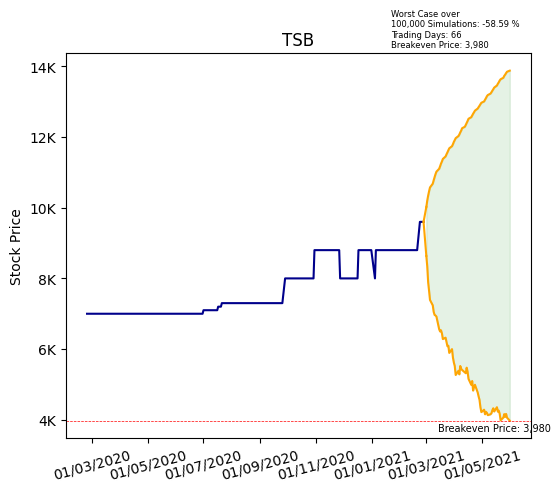 Worst Case over
100,000 Simulations: -58.59 %
Trading Days: 66
Breakeven Price: 3,980
TSB
14K
12K
10K
8K
6K
4K
Stock Price
Breakeven Price: 3,980
01/03/2020
01/05/2020
01/07/2020
01/09/2020
01/11/2020
01/01/2021
01/03/2021
01/05/2021